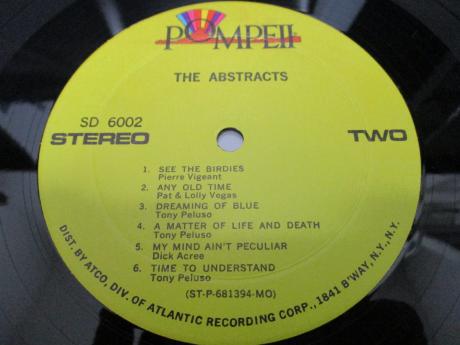 POMPEII
THE ABSTRACTS
SD 6002
STEREO
TWO
1. SEE THE BIRDIES
Pierre Vigeant
2. ANY OLD TIME
Pat & Lolly Vegas
3. DREAMING OF BLUE
Tony Peluso
4. A MATTER OF LIFE AND DEATH
Tony Peluso
5. MY MIND AIN'T PECULIAR
Dick Acree
6. TIME TO UNDERSTAND
Tony Peluso
(ST-P-681394-MO)
DIST. BY ATCO, DIV. OF ATLANTIC RECORDING CORP., 1841 B'WAY, N.Y., N.Y.